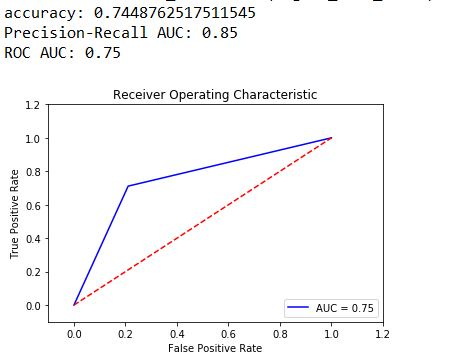 accuracy: 0.7448762517511545
Precision-Recall AUC: 0.85
ROC AUC: 0.75
Receiver Operating Characteristic
1.2
1.0
0.8
0.6
0.4
0.2
0.0
True Positive Rate
AUC = 0.75
0.0 0.2 0.4 0.6 0.8 1.0 1.2
False Positive Rate